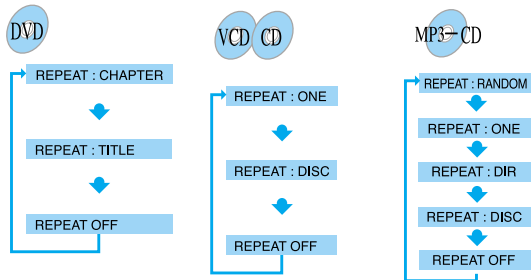 DVD
REPEAT : CHAPTER
REPEAT : TITLE
REPEAT OFF
VCD CD
REPEAT : ONE
REPEAT : DISC
REPEAT OFF
MP3-CD
REPEAT : RANDOM
REPEAT : ONE
REPEAT : DIR
REPEAT : DISC
REPEAT OFF